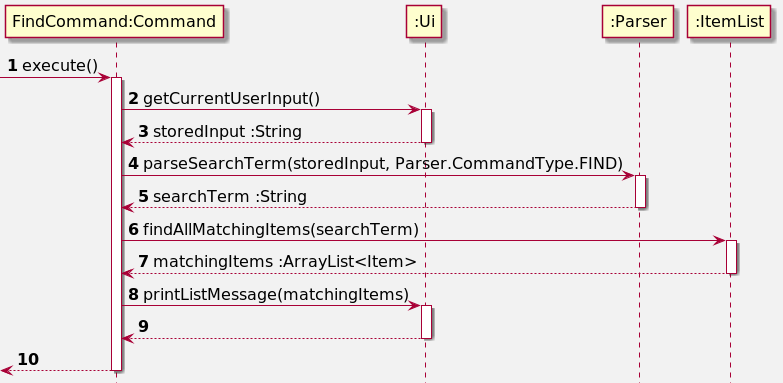 FindCommand:Command :Ui :Parser :ItemList
1 execute()
2 getCurrentUserInput()
3 storedInput :String
4 parseSearchTerm(storedInput, Parser.CommandType.FIND)
5 searchTerm :String
6 findAllMatchingItems(searchTerm)
7 matchingItems :ArrayList<Item>
8 printListMessage(matchingItems)
9
10